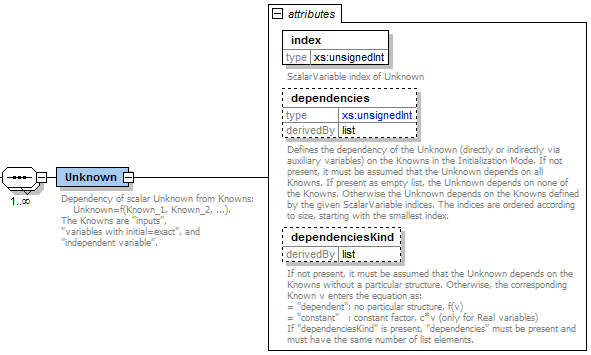 attributes
index
type xs:unsignedInt
ScalarVariable index of Unknown
dependencies
type xs:unsignedInt
derivedBy list
Defines the dependency of the Unknown (directly or indirectly via
auxiliary variables) on the Knowns in the Initialization Mode. If not
present, it must be assumed that the Unknown depends on all
Knowns. If present as empty list, the Unknown depends on none of
the Knowns. Otherwise the Unknown depends on the Knowns defined
by the given ScalarVariable indices. The indices are ordered according
to size, starting with the smallest index.
1..∞
Unknown
Dependency of scalar Unknown from Knowns:
Unknown=f(Known_1, Known_2, ...).
The Knowns are "inputs",
"variables with initial=exact", and
"independent variable".
dependenciesKind
derivedBy list
If not present, it must be assumed that the Unknown depends on the
Knowns without a particular structure. Otherwise, the corresponding
Known v enters the equation as:
= "dependent": no particular structure, f(v)
= "constant" : constant factor, c*v (only for Real variables)
If "dependenciesKind" is present, "dependencies" must be present and
must have the same number of list elements.